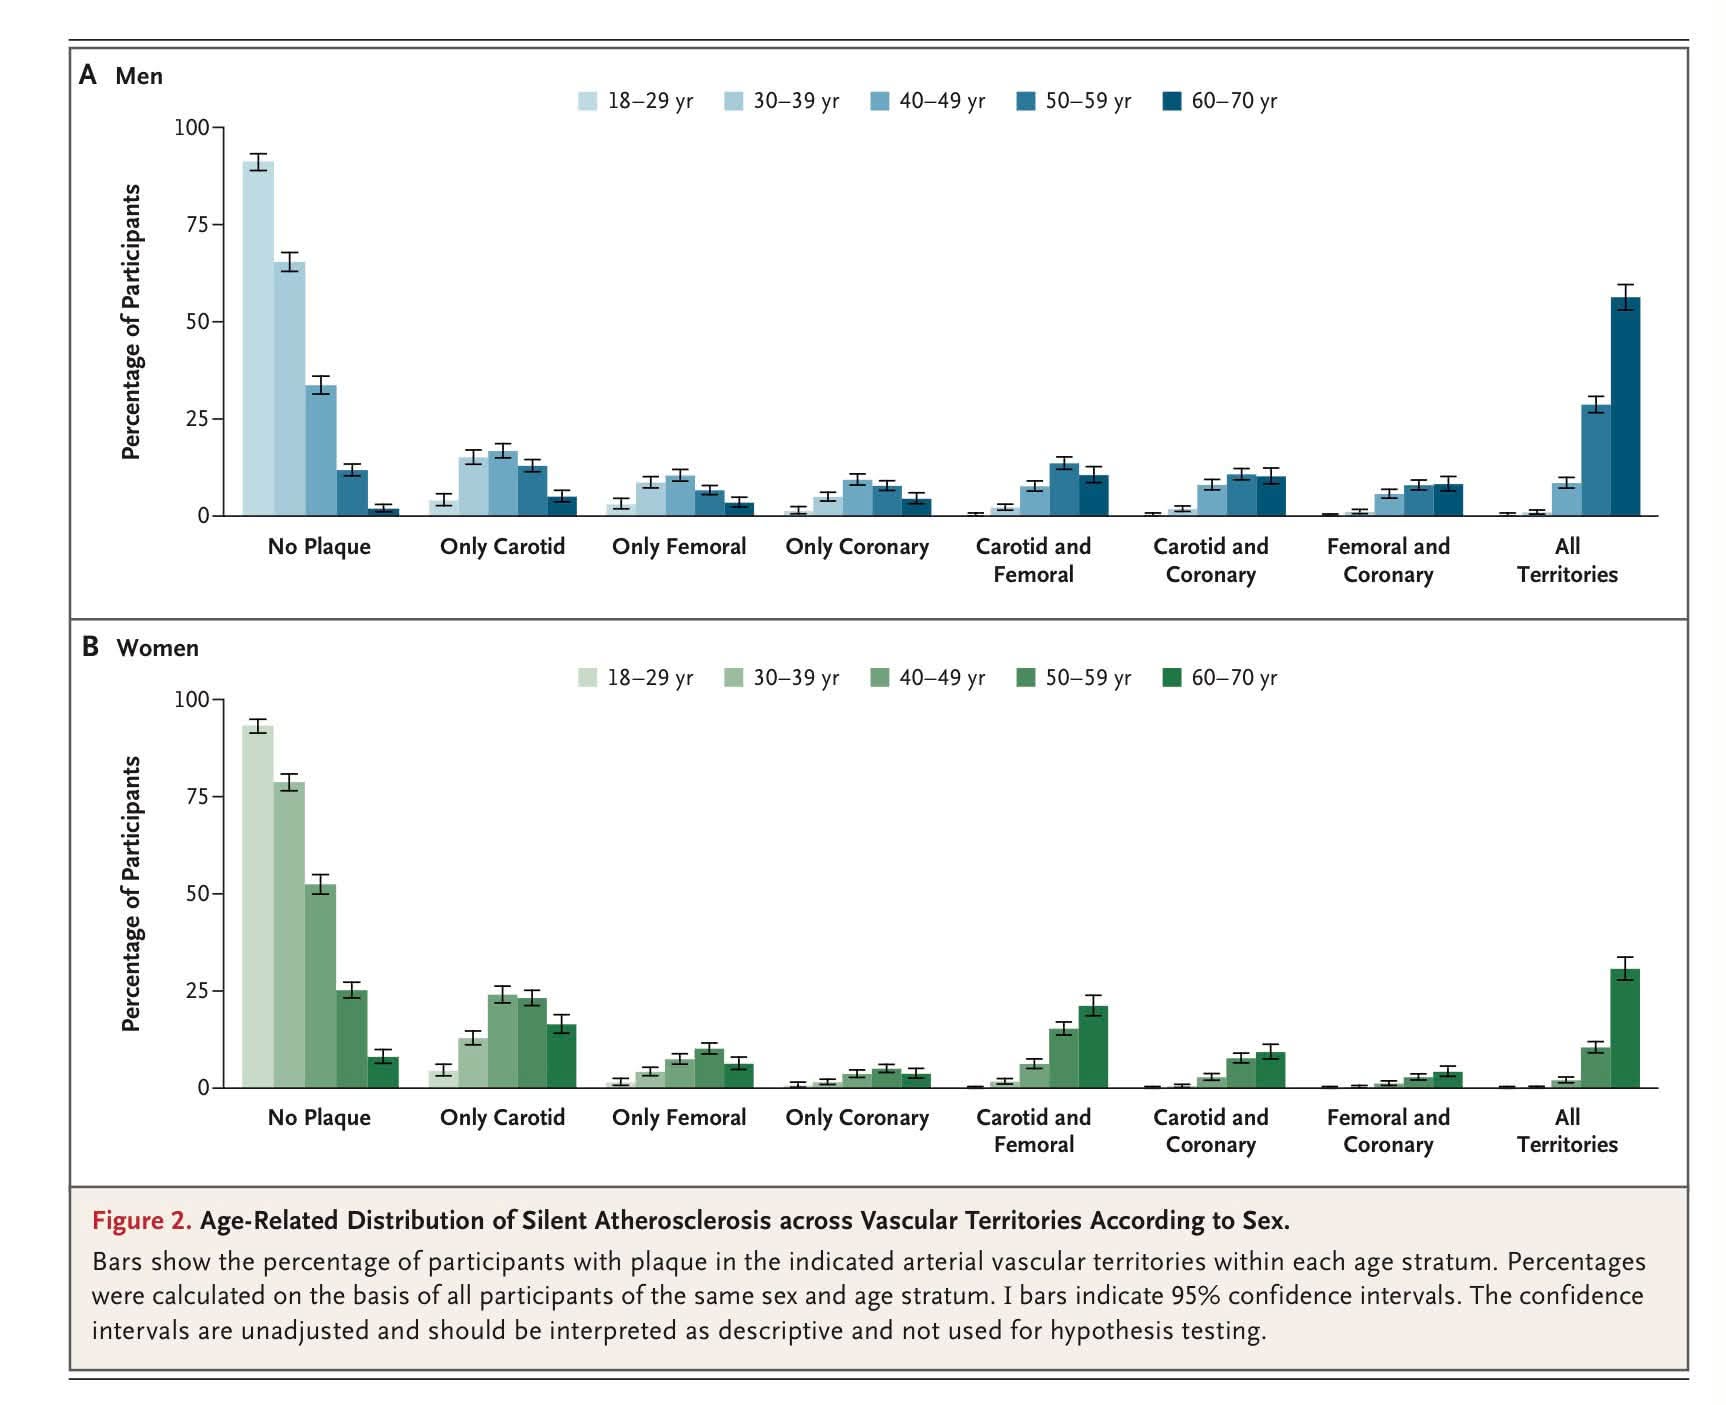 A Men
18–29 yr 30–39 yr 40–49 yr 50–59 yr 60–70 yr
Percentage of Participants
100
75
50
25
0
No Plaque Only Carotid Only Femoral Only Coronary Carotid and Femoral Carotid and Coronary Femoral and Coronary All Territories
B Women
18–29 yr 30–39 yr 40–49 yr 50–59 yr 60–70 yr
Percentage of Participants
100
75
50
25
0
No Plaque Only Carotid Only Femoral Only Coronary Carotid and Femoral Carotid and Coronary Femoral and Coronary All Territories
Figure 2. Age-Related Distribution of Silent Atherosclerosis across Vascular Territories According to Sex.
Bars show the percentage of participants with plaque in the indicated arterial vascular territories within each age stratum. Percentages
were calculated on the basis of all participants of the same sex and age stratum. I bars indicate 95% confidence intervals. The confidence
intervals are unadjusted and should be interpreted as descriptive and not used for hypothesis testing.